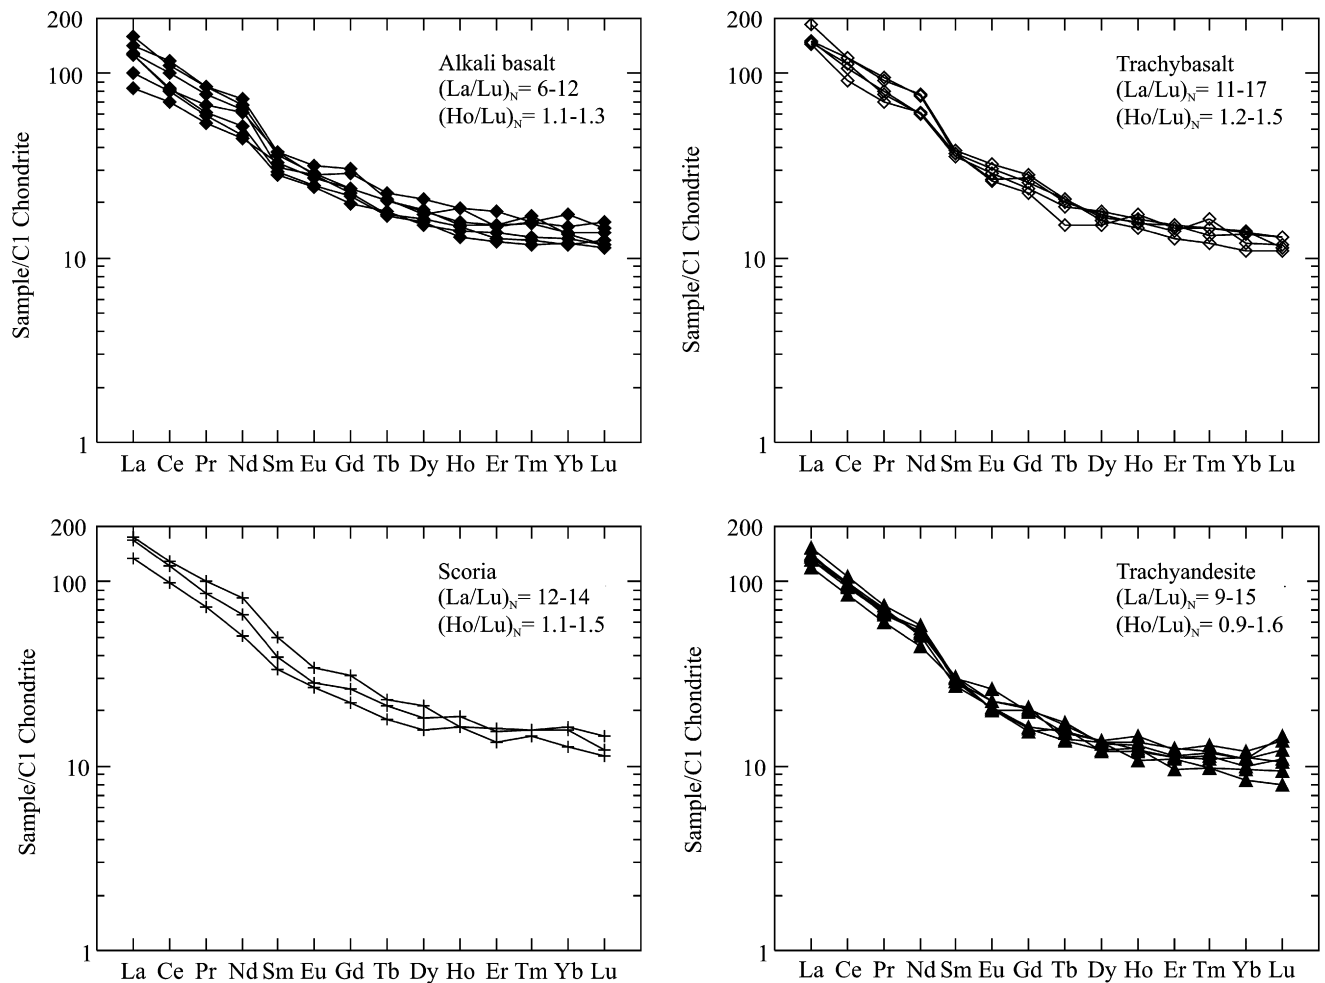 200
100
10
1
Sample/C1 Chondrite
Alkali basalt
(La/Lu)N= 6-12
(Ho/Lu)N= 1.1-1.3
La Ce Pr Nd Sm Eu Gd Tb Dy Ho Er Tm Yb Lu
200
100
10
1
Sample/C1 Chondrite
Trachybasalt
(La/Lu)N= 11-17
(Ho/Lu)N= 1.2-1.5
La Ce Pr Nd Sm Eu Gd Tb Dy Ho Er Tm Yb Lu
200
100
10
1
Sample/C1 Chondrite
Scoria
(La/Lu)N= 12-14
(Ho/Lu)N= 1.1-1.5
La Ce Pr Nd Sm Eu Gd Tb Dy Ho Er Tm Yb Lu
200
100
10
1
Sample/C1 Chondrite
Trachyandesite
(La/Lu)N= 9-15
(Ho/Lu)N= 0.9-1.6
La Ce Pr Nd Sm Eu Gd Tb Dy Ho Er Tm Yb Lu